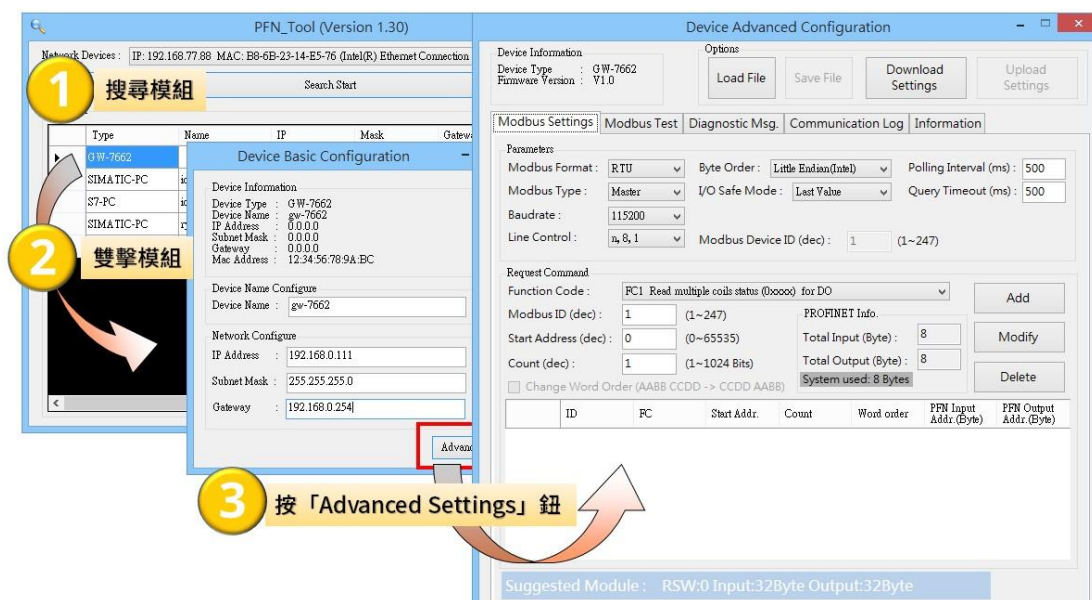 PFN_Tool (Version 1.30)
Network Devices : IP: 192.168.77.88 MAC: B8-6B-23-14-E5-76 (Intel(R) Ethernet Connection
1 搜尋模組
Search Start
Type Name IP Mask
GW-7662
SIMATIC-PC
S7-PC
SIMATIC-PC
2 雙擊模組
Device Basic Configuration
Device Information
Device Type : GW-7662
Device Name : gw-7662
IP Address : 0.0.0.0
Subnet Mask : 0.0.0.0
Gateway : 0.0.0.0
Mac Address : 12:34:56:78:9A:BC
Device Name Configure
Device Name : gw-7662
Network Configure
IP Address : 192.168.0.111
Subnet Mask : 255.255.255.0
Gateway : 192.168.0.254
3 按「Advanced Settings」鈕
Device Advanced Configuration
Device Information
Device Type : GW-7662
Firmware Version : V1.0
Options
Load File
Save File
Download Settings
Upload Settings
Modbus Settings Modbus Test Diagnostic Msg. Communication Log Information
Parameters
Modbus Format : RTU Byte Order : Little Endian(Intel) Polling Interval (ms) : 500
Modbus Type : Master I/O Safe Mode : Last Value Query Timeout (ms) : 500
Baudrate : 115200
Line Control : n, 8, 1 Modbus Device ID (dec) : 1 (1~247)
Request Command
Function Code : FC1 Read multiple coils status (0xxxx) for DO
Modbus ID (dec) : 1 (1~247)
Start Address (dec) : 0 (0~65535)
Count (dec) : 1 (1~1024 Bits)
Change Word Order (AABB CCDD -> CCDD AABB)
PROFINET Info.
Total Input (Byte) : 8
Total Output (Byte) : 8
System used: 8 Bytes
Add
Modify
Delete
ID FC Start Addr. Count Word order PFN Input Addr.(Byte) PFN Output Addr.(Byte)
Suggested Module : RSW:0 Input:32Byte Output:32Byte